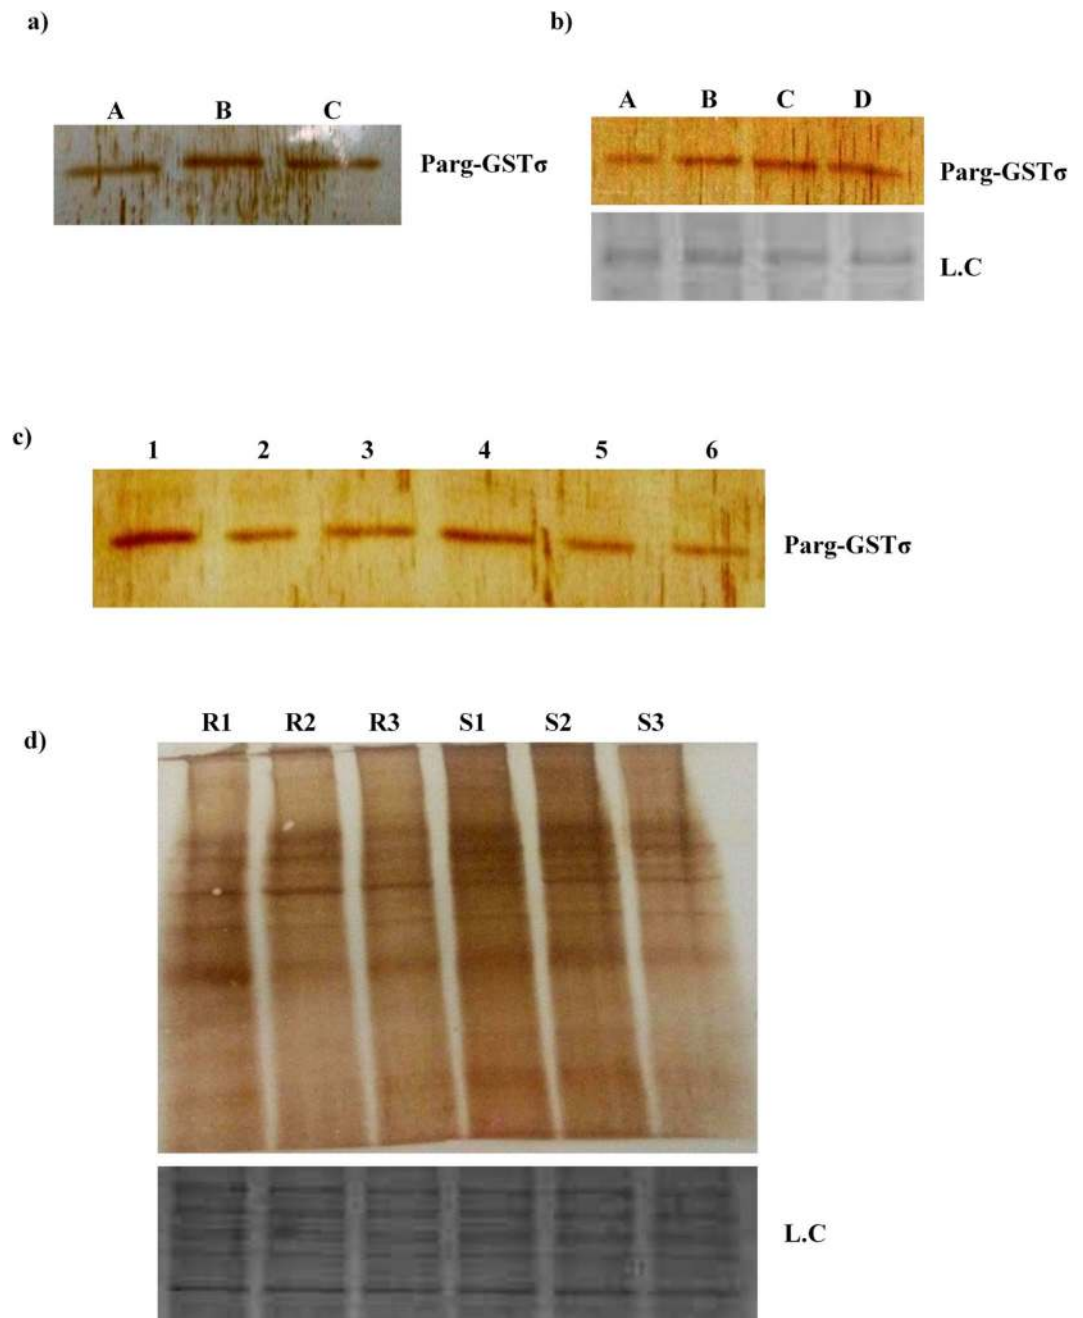 a)
A B C
Parg-GSTσ
b)
A B C D
Parg-GSTσ
L.C
c)
1 2 3 4 5 6
Parg-GSTσ
d)
R1 R2 R3 S1 S2 S3
L.C